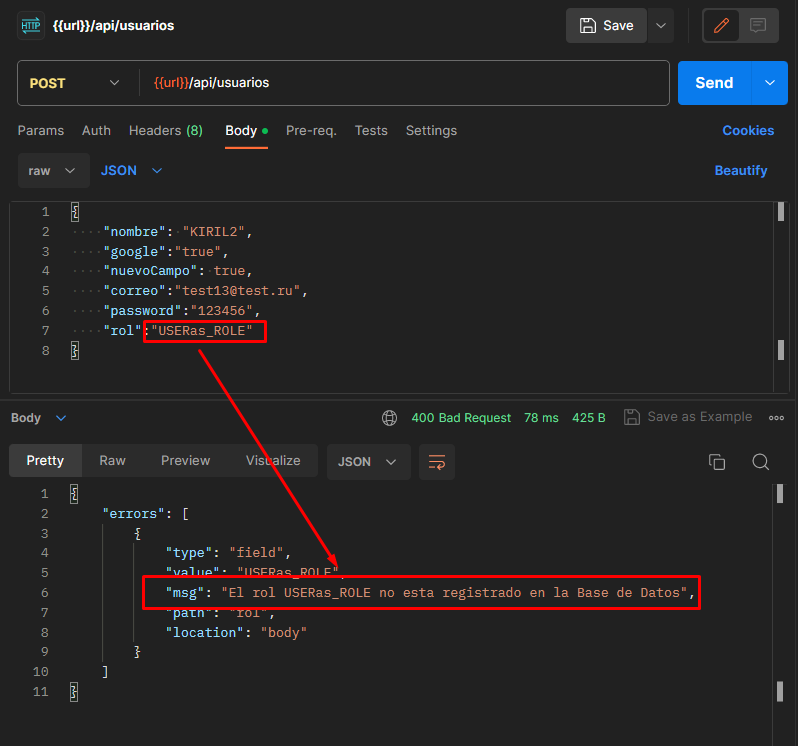 HTTP {{url}}/api/usuarios Save
POST {{url}}/api/usuarios Send
Params Auth Headers (8) Body Pre-req. Tests Settings Cookies
raw JSON Beautify
1 {
2 "nombre": "KIRIL2",
3 "google":"true",
4 "nuevoCampo": true,
5 "correo":"test13@test.ru",
6 "password":"123456",
7 "rol":"USERas_ROLE"
8 }
Body 400 Bad Request 78 ms 425 B Save as Example
Pretty Raw Preview Visualize JSON
1 {
2 "errors": [
3 {
4 "type": "field",
5 "value": "USERas_ROLE",
6 "msg": "El rol USERas_ROLE no esta registrado en la Base de Datos",
7 "path": "rol",
8 "location": "body"
9 }
10 ]
11 }